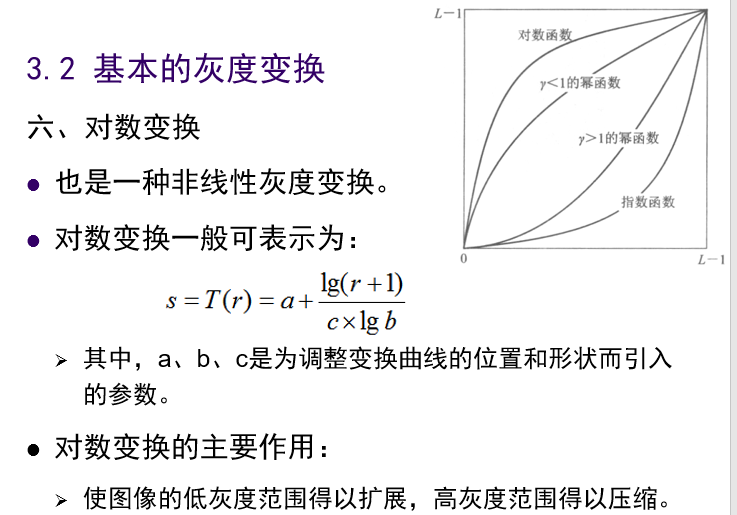 3.2 基本的灰度变换
六、对数变换
● 也是一种非线性灰度变换。
● 对数变换一般可表示为：
s = T(r) = a + lg(r + 1) / (c × lg b)
➢ 其中，a、b、c是为调整变换曲线的位置和形状而引入
的参数。
● 对数变换的主要作用：
➢ 使图像的低灰度范围得以扩展，高灰度范围得以压缩。
L−1
对数函数
γ<1的幂函数
γ>1的幂函数
指数函数
0
L−1